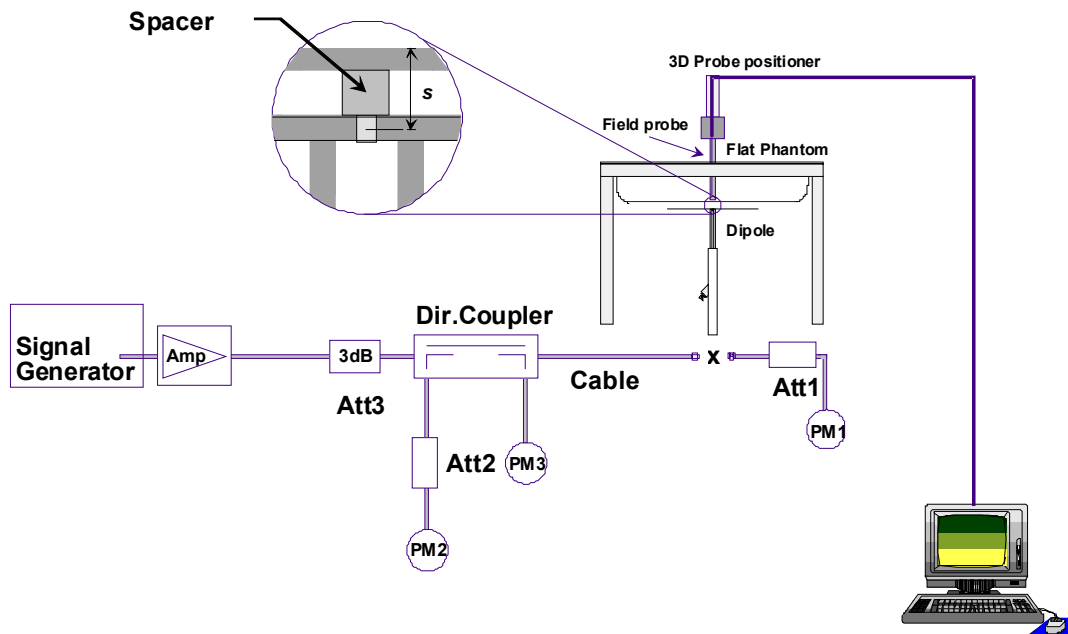 Spacer
s
3D Probe positioner
Field probe
Flat Phantom
Dipole
Dir.Coupler
Signal
Generator
Amp
3dB
Att3
Cable
x
Att1
PM1
Att2
PM3
PM2